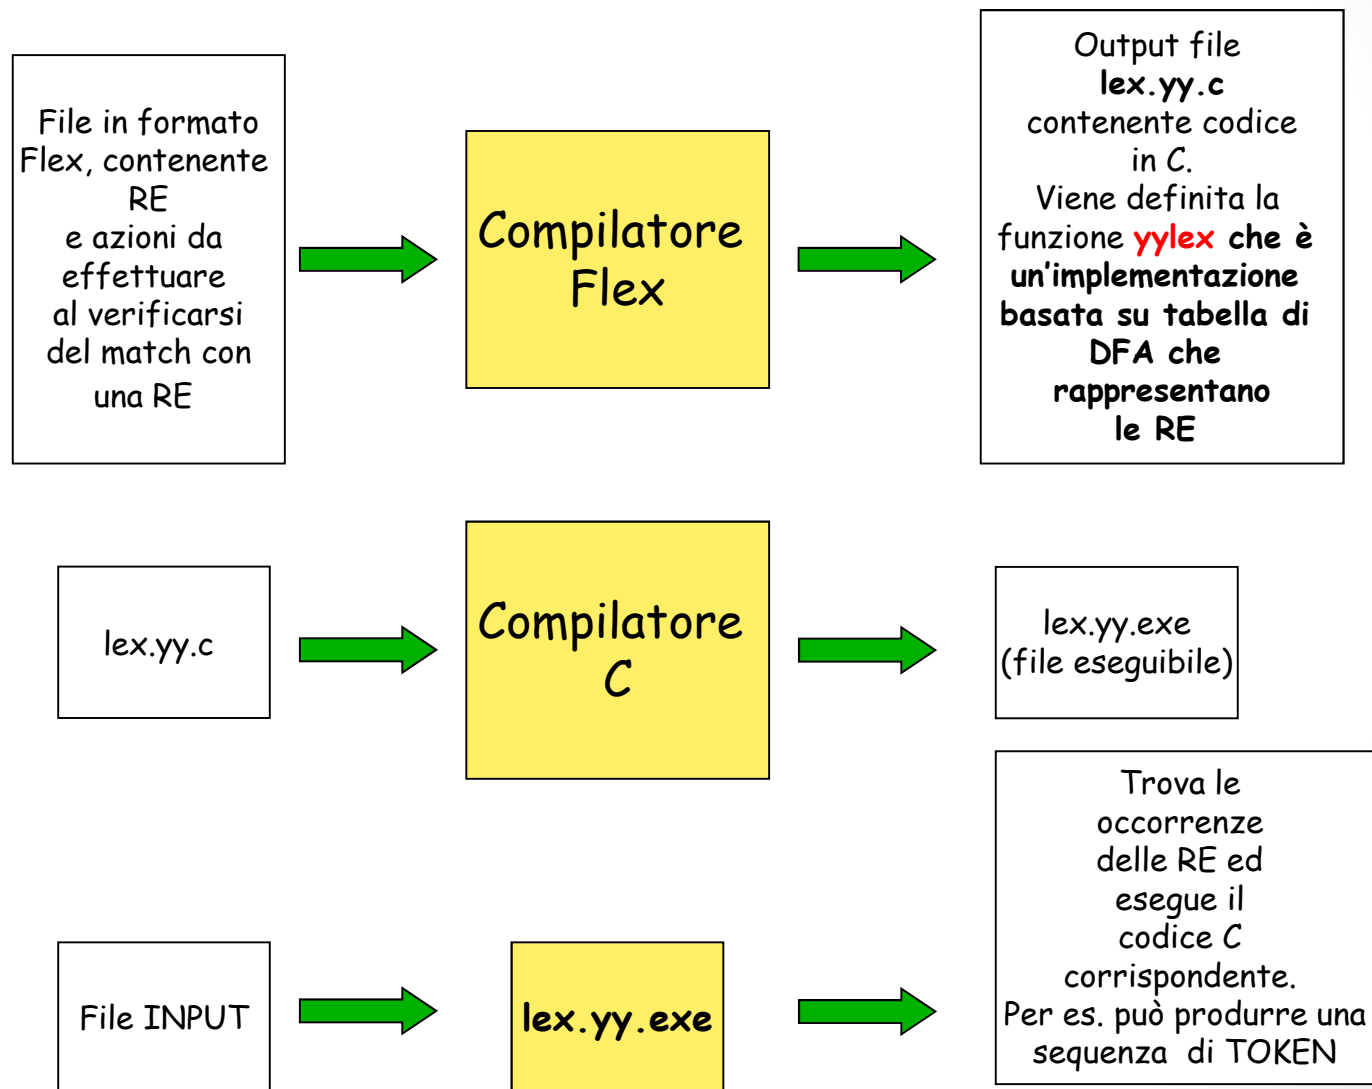 File in formato
Flex, contenente
RE
e azioni da
effettuare
al verificarsi
del match con
una RE
Compilatore
Flex
Output file
lex.yy.c
contenente codice
in C.
Viene definita la
funzione yylex che è
un'implementazione
basata su tabella di
DFA che
rappresentano
le RE
lex.yy.c
Compilatore
C
lex.yy.exe
(file eseguibile)
File INPUT
lex.yy.exe
Trova le
occorrenze
delle RE ed
esegue il
codice C
corrispondente.
Per es. può produrre una
sequenza di TOKEN